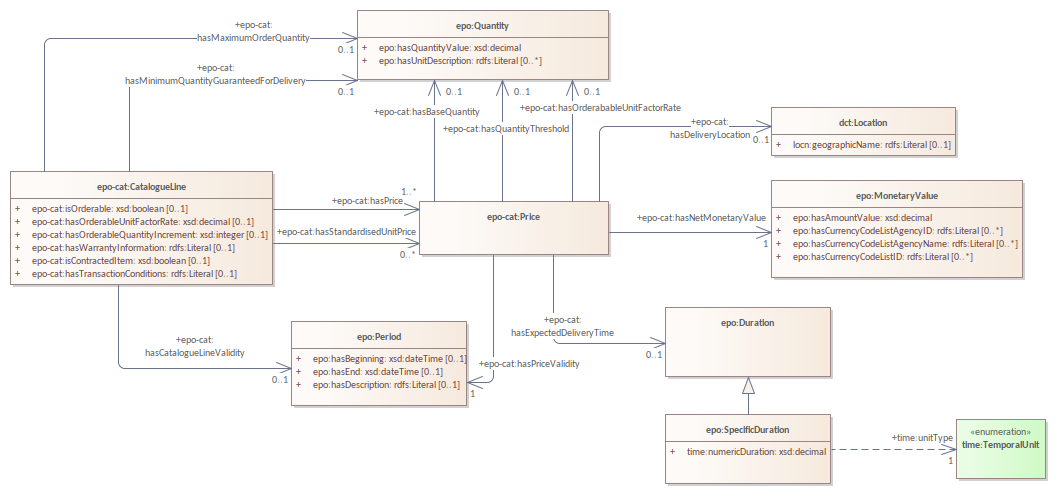 +epo-cat:
hasMaximumOrderQuantity
0..1
+epo-cat:
hasMinimumQuantityGuaranteedForDelivery
0..1
epo:Quantity
+ epo:hasQuantityValue: xsd:decimal
+ epo:hasUnitDescription: rdfs:Literal [0..*]
0..1
0..1
0..1
+epo-cat:hasBaseQuantity
+epo-cat:hasQuantityThreshold
+epo-cat:hasOrderabableUnitFactorRate
+epo-cat:
hasDeliveryLocation
0..1
dct:Location
+ locn:geographicName: rdfs:Literal [0..1]
epo-cat:CatalogueLine
+ epo-cat:isOrderable: xsd:boolean [0..1]
+ epo-cat:hasOrderableUnitFactorRate: xsd:decimal [0..1]
+ epo-cat:hasOrderableQuantityIncrement: xsd:integer [0..1]
+ epo-cat:hasWarrantyInformation: rdfs:Literal [0..1]
+ epo-cat:isContractedItem: xsd:boolean [0..1]
+ epo-cat:hasTransactionConditions: rdfs:Literal [0..1]
1..*
+epo-cat:hasPrice
+epo-cat:hasStandardisedUnitPrice
0..*
epo-cat:Price
+epo-cat:hasNetMonetaryValue
1
epo:MonetaryValue
+ epo:hasAmountValue: xsd:decimal
+ epo:hasCurrencyCodeListAgencyID: rdfs:Literal [0..*]
+ epo:hasCurrencyCodeListAgencyName: rdfs:Literal [0..*]
+ epo:hasCurrencyCodeListID: rdfs:Literal [0..*]
+epo-cat:
hasCatalogueLineValidity
0..1
epo:Period
+ epo:hasBeginning: xsd:dateTime [0..1]
+ epo:hasEnd: xsd:dateTime [0..1]
+ epo:hasDescription: rdfs:Literal [0..1]
+epo-cat:hasPriceValidity
1
+epo-cat:
hasExpectedDeliveryTime
0..1
epo:Duration
epo:SpecificDuration
+ time:numericDuration: xsd:decimal
+time:unitType
1
«enumeration»
time:TemporalUnit